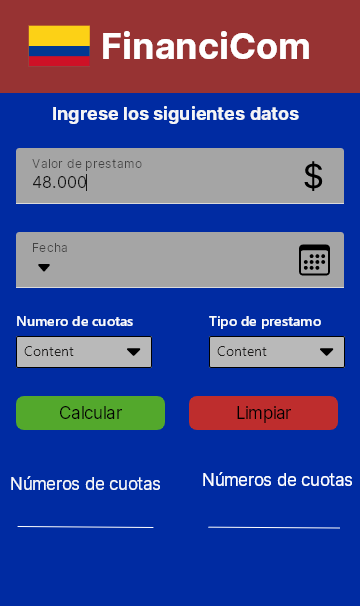 FinanciCom
Ingrese los siguientes datos
Valor de prestamo
48.000
$
Fecha
Numero de cuotas
Tipo de prestamo
Content
Content
Calcular
Limpiar
Números de cuotas
Números de cuotas